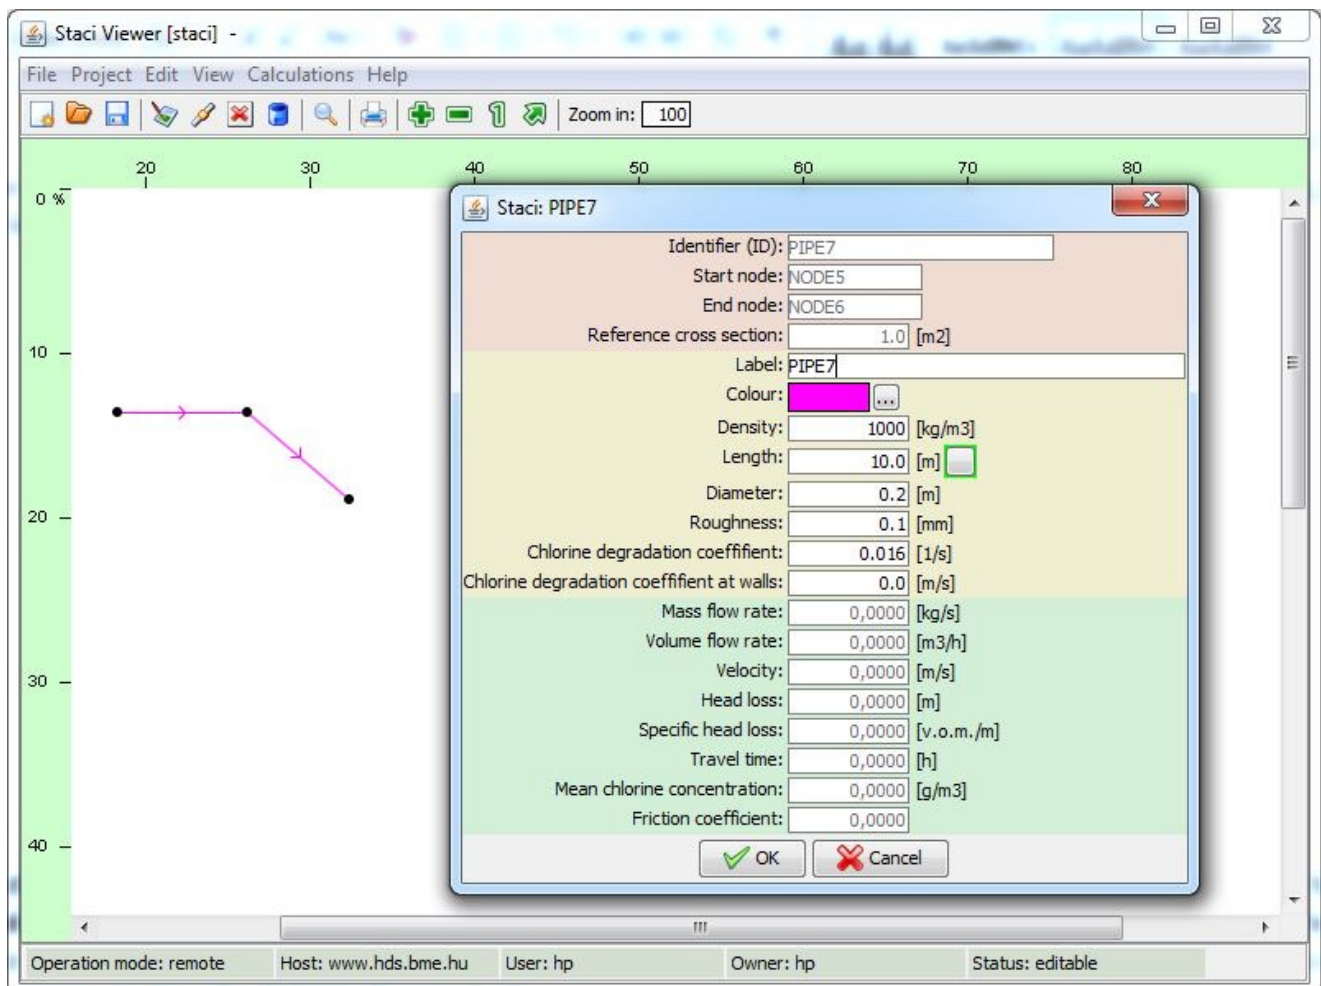 Staci Viewer [staci] -
File Project Edit View Calculations Help
Zoom in: 100
20 30 40 50 60 70 80
0 %
10
20
30
40
Staci: PIPE7
Identifier (ID): PIPE7
Start node: NODE5
End node: NODE6
Reference cross section: 1.0 [m2]
Label: PIPE7
Colour: ...
Density: 1000 [kg/m3]
Length: 10.0 [m]
Diameter: 0.2 [m]
Roughness: 0.1 [mm]
Chlorine degradation coeffifient: 0.016 [1/s]
Chlorine degradation coeffifient at walls: 0.0 [m/s]
Mass flow rate: 0,0000 [kg/s]
Volume flow rate: 0,0000 [m3/h]
Velocity: 0,0000 [m/s]
Head loss: 0,0000 [m]
Specific head loss: 0,0000 [v.o.m./m]
Travel time: 0,0000 [h]
Mean chlorine concentration: 0,0000 [g/m3]
Friction coefficient: 0,0000
OK Cancel
Operation mode: remote Host: www.hds.bme.hu User: hp Owner: hp Status: editable